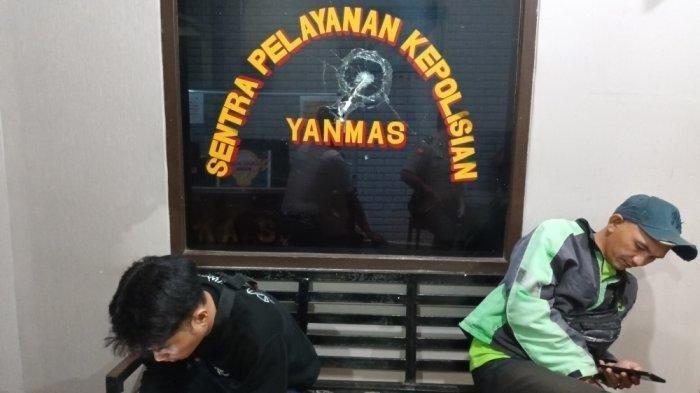 SENTRA PELAYANAN KEPOLISIAN
YANMAS